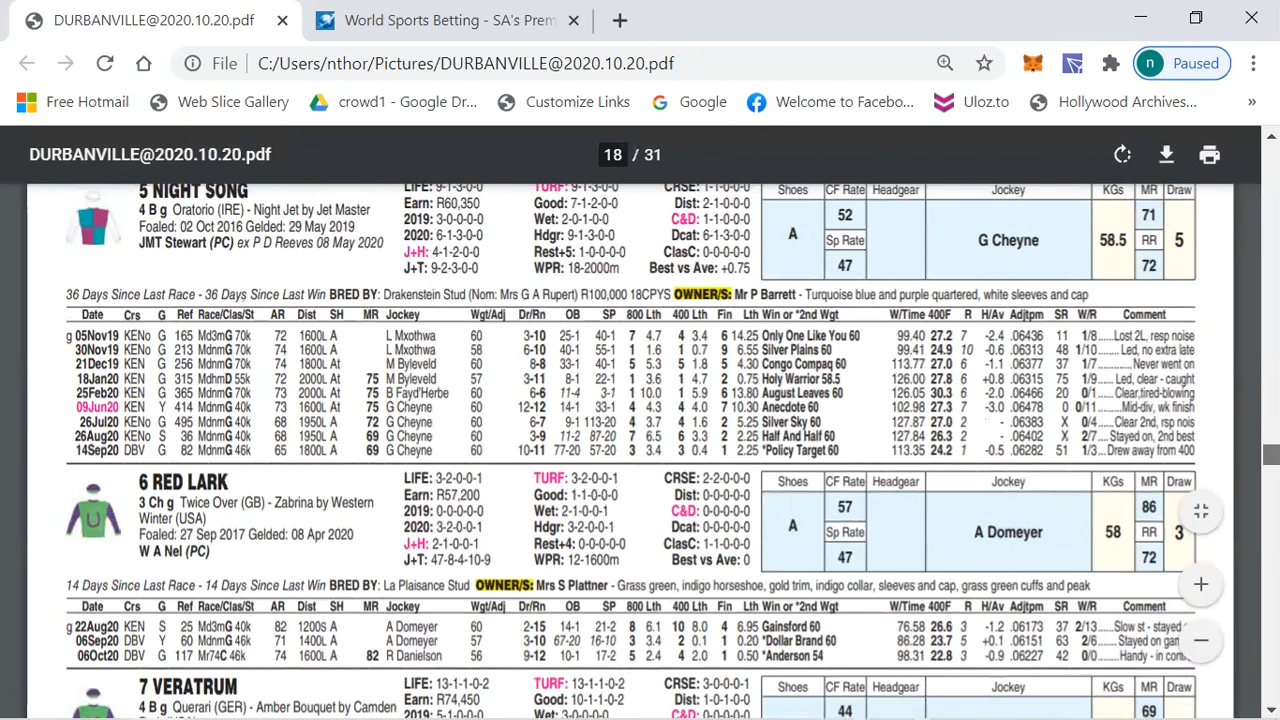 DURBANVILLE@2020.10.20.pdf
World Sports Betting - SA's Prem
File C:/Users/nthor/Pictures/DURBANVILLE@2020.10.20.pdf
n Paused
Free Hotmail Web Slice Gallery crowd1 - Google Dr... Customize Links Google Welcome to Facebo... Uloz.to Hollywood Archives... »
DURBANVILLE@2020.10.20.pdf 18 / 31
5 NIGHT SONG
4 B g Oratorio (IRE) - Night Jet by Jet Master
Foaled: 02 Oct 2016 Gelded: 29 May 2019
JMT Stewart (PC) ex P D Reeves 08 May 2020
LIFE: 9-1-3-0-0 TURF: 9-1-3-0-0 CRSE: 1-1-0-0-0
Earn: R60,350 Good: 7-1-2-0-0 Dist: 2-1-0-0-0
2019: 3-0-0-0-0 Wet: 2-0-1-0-0 C&D: 1-1-0-0-0
2020: 6-1-3-0-0 Hdgr: 9-1-3-0-0 Dcat: 6-1-3-0-0
J+H: 4-1-2-0-0 Rest+5: 1-0-0-0-0 ClasC: 0-0-0-0-0
J+T: 9-2-3-0-0 WPR: 18-2000m Best vs Ave: +0.75
Shoes CF Rate Headgear Jockey KGs MR Draw
A 52 Sp Rate 47 G Cheyne 58.5 71 RR 72 5
36 Days Since Last Race - 36 Days Since Last Win BRED BY: Drakenstein Stud (Nom: Mrs G A Rupert) R100,000 18CPYS OWNER/S: Mr P Barrett - Turquoise blue and purple quartered, white sleeves and cap
Date Crs G Ref Race/Clas/St AR Dist SH MR Jockey Wgt/Adj Dr/Rn OB SP 800 Lth 400 Lth Fin Lth Win or *2nd Wgt W/Time 400F R H/Av Adjtpm SR W/R Comment
g 05Nov19 KENo G 165 Md3mG 70k 72 1600L A L Mxothwa 60 3-10 25-1 40-1 7 4.7 4 3.4 6 14.25 Only One Like You 60 99.40 27.2 7 -2.4 .06435 11 1/8 ....Lost 2L, resp noise
30Nov19 KENo G 213 Md3mG 70k 74 1600L A L Mxothwa 58 6-10 40-1 55-1 1 1.6 1 0.7 9 6.55 Silver Plains 60 99.41 24.9 10 -0.6 .06313 48 1/10 .....Led, no extra late
21Dec19 KEN G 256 Md3mG 70k 74 1800L At M Byleveld 60 6-8 33-1 40-1 5 5.3 5 1.8 5 4.30 Congo Compaq 60 113.77 27.0 6 -1.1 .06377 37 1/7 ..........Never went on
18Jan20 KEN G 315 MdnmD 55k 72 2000L At 75 M Byleveld 57 3-11 8-1 22-1 1 3.6 1 4.7 2 0.75 Holy Warrior 58.5 126.00 27.8 6 +0.8 .06315 75 1/9 ....Led, clear - caught
25Feb20 KEN G 365 MdnmG 70k 73 2000L At 75 B Fayd'Herbe 60 6-6 11-4 3-1 1 10.0 1 5.9 6 13.80 August Leaves 60 126.05 30.3 6 -2.0 .06466 20 0/1 .....Clear,tired-blowing
09Jun20 KEN Y 414 MdnmG 40k 73 1600L At 75 G Cheyne 60 12-12 14-1 33-1 4 4.3 4 4.0 7 10.30 Anecdote 60 102.98 27.3 7 -3.0 .06478 0 0/11 ......Mid-div, wk finish
26Jul20 KENo G 495 MdnmG 40k 68 1950L A 72 G Cheyne 60 6-7 9-1 113-20 4 3.7 4 1.6 2 5.25 Silver Sky 60 127.87 27.0 2 - .06383 X 0/4 ...Clear 2nd, rsp nois
26Aug20 KENo S 36 MdnmG 40k 68 1950L A 69 G Cheyne 60 3-9 11-2 87-20 7 6.5 6 3.3 2 5.25 Half And Half 60 127.84 26.3 2 - .06402 X 2/7 ....Stayed on, 2nd best
14Sep20 DBV G 82 MdnmG 46k 65 1800L A 69 G Cheyne 60 10-11 77-20 57-20 3 3.4 3 0.4 1 2.25 *Policy Target 60 113.35 24.2 1 -0.5 .06282 51 1/3 ...Drew away from 400
6 RED LARK
3 Ch g Twice Over (GB) - Zabrina by Western
Winter (USA)
Foaled: 27 Sep 2017 Gelded: 08 Apr 2020
W A Nel (PC)
LIFE: 3-2-0-0-1 TURF: 3-2-0-0-1 CRSE: 2-2-0-0-0
Earn: R57,200 Good: 1-1-0-0-0 Dist: 0-0-0-0-0
2019: 0-0-0-0-0 Wet: 2-1-0-0-1 C&D: 0-0-0-0-0
2020: 3-2-0-0-1 Hdgr: 3-2-0-0-1 Dcat: 0-0-0-0-0
J+H: 2-1-0-0-1 Rest+4: 0-0-0-0-0 ClasC: 1-1-0-0-0
J+T: 47-8-4-10-9 WPR: 12-1600m Best vs Ave: 0
Shoes CF Rate Headgear Jockey KGs MR Draw
A 57 Sp Rate 47 A Domeyer 58 86 RR 72 3
14 Days Since Last Race - 14 Days Since Last Win BRED BY: La Plaisance Stud OWNER/S: Mrs S Plattner - Grass green, indigo horseshoe, gold trim, indigo collar, sleeves and cap, grass green cuffs and peak
Date Crs G Ref Race/Clas/St AR Dist SH MR Jockey Wgt/Adj Dr/Rn OB SP 800 Lth 400 Lth Fin Lth Win or *2nd Wgt W/Time 400F R H/Av Adjtpm SR W/R Comment
g 22Aug20 KEN S 25 Md3mG 40k 82 1200S A A Domeyer 60 2-15 14-1 21-2 8 6.1 10 8.0 4 6.95 Gainsford 60 76.58 26.6 3 -1.2 .06173 37 2/13 ....Slow st - stayed
06Sep20 DBV Y 60 Md3mG 46k 71 1400L A A Domeyer 57 3-10 67-20 16-10 3 3.4 2 0.1 1 0.20 *Dollar Brand 60 86.28 23.7 5 +0.1 .06151 63 2/6 .......Stayed on gam
06Oct20 DBV G 117 Mr74C 46k 74 1600L A 82 R Danielson 56 9-12 10-1 17-2 5 2.4 4 2.0 1 0.50 *Anderson 54 98.31 22.8 3 -0.9 .06227 42 0/0 .....Handy - in con
7 VERATRUM
4 B g Querari (GER) - Amber Bouquet by Camden
LIFE: 13-1-1-0-2 TURF: 13-1-1-0-2 CRSE: 3-0-0-0-1
Earn: R74,450 Good: 10-1-1-0-2 Dist: 1-0-1-0-0
Shoes CF Rate Headgear Jockey KGs MR Draw
44 69